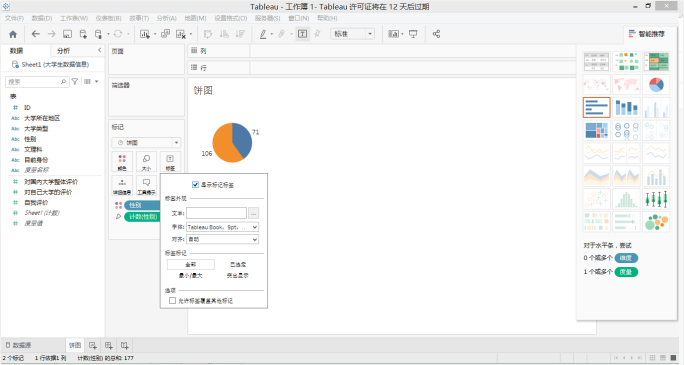 Tableau - 工作簿 1- Tableau 许可证将在 12 天后过期
文件(F) 数据(D) 工作表(W) 仪表板(B) 故事(T) 分析(A) 地图(M) 设置格式(O) 服务器(S) 窗口(N) 帮助(H)
标准
智能推荐
数据 分析
页面
列
行
Sheet1 (大学生数据信息)
搜索
筛选器
饼图
表
ID
Abc 大学所在地区
Abc 大学类型
Abc 性别
Abc 文理科
Abc 目前身份
Abc 度量名称
对国内大学整体评价
对自己大学的评价
自我评价
Sheet1 (计数)
度量值
标记
饼图
颜色 大小 标签
详细信息 工具提示
性别
计数(性别)
71
106
显示标记标签
标签外观
文本:
字体: Tableau Book, 9pt, ...
对齐: 自动
标签标记
全部 已选定
最小/最大 突出显示
选项
允许标签覆盖其他标记
对于水平条，尝试
0 个或多个 维度
1 个或多个 度量
数据源 饼图
2 个标记 1 行依据1 列 计数(性别) 的总和: 177